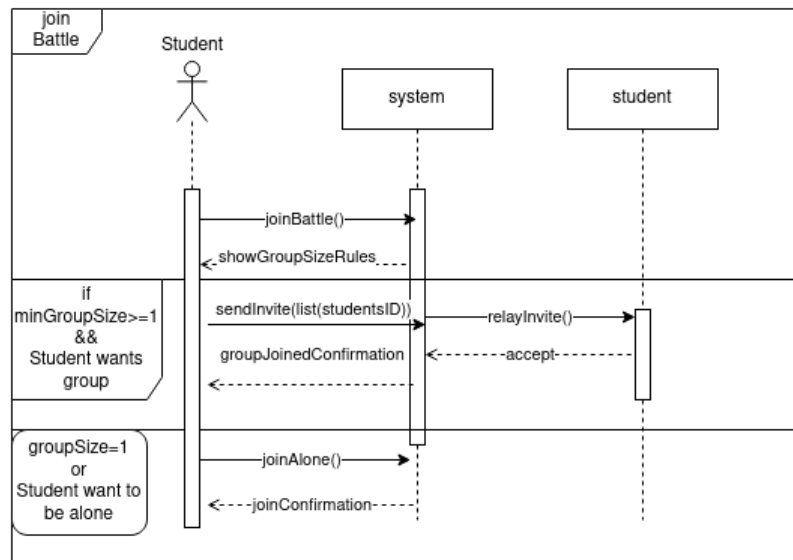 join
Battle
Student
system
student
joinBattle()
showGroupSizeRules
if
minGroupSize>=1
&&
Student wants
group
sendInvite(list(studentsID))
relayInvite()
groupJoinedConfirmation
accept
groupSize=1
or
Student want to
be alone
joinAlone()
joinConfirmation